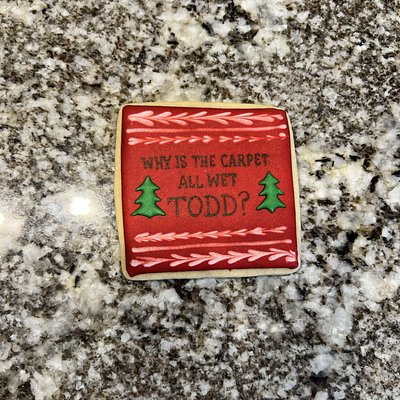 WHY IS THE CARPET
ALL WET
TODD?